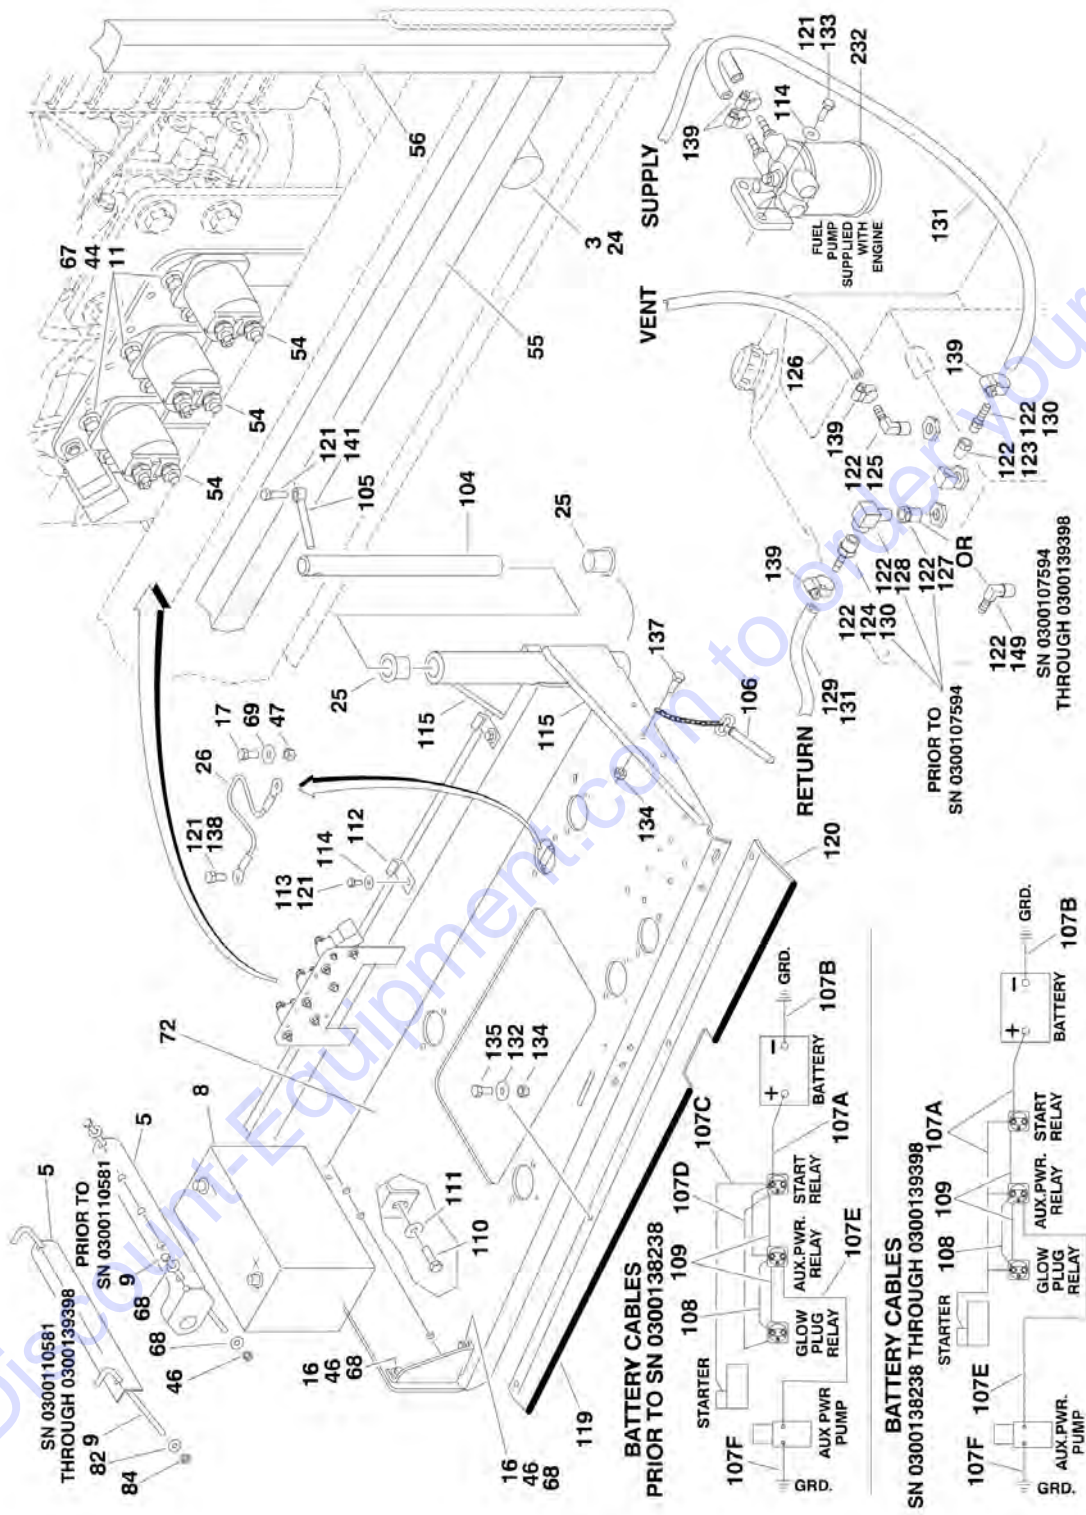 67
44
11
54
54
54
56
3
24
55
121
141
105
104
25
25
SUPPLY
VENT
RETURN
121
133
232
114
139
FUEL
PUMP
SUPPLIED
WITH
ENGINE
131
126
139
122
125
139
122
130
122
123
139
122
124
130
122
128
122
127
OR
129
131
PRIOR TO
SN 0300107594
122
149
SN 0300107594
THROUGH 0300139398
137
106
134
115
115
17
69
47
26
121
138
112
114
113
121
120
72
8
5
5
PRIOR TO
SN 0300110581
9
68
68
46
SN 0300110581
THROUGH 0300139398
9
82
84
135
132
134
111
110
16
46
68
16
46
68
119
BATTERY CABLES
PRIOR TO SN 0300138238
STARTER
108
109
107D
107C
GLOW
PLUG
RELAY
AUX.PWR.
RELAY
START
RELAY
107A
107E
BATTERY
+
−
GRD.
107B
107F
GRD.
AUX PWR
PUMP
BATTERY CABLES
SN 0300138238 THROUGH 0300139398
STARTER
108
109
107A
GLOW
PLUG
RELAY
AUX.PWR.
RELAY
START
RELAY
BATTERY
+
−
GRD.
107B
107E
107F
GRD.
AUX.PWR.
PUMP
Discount-Equipment.com to order your